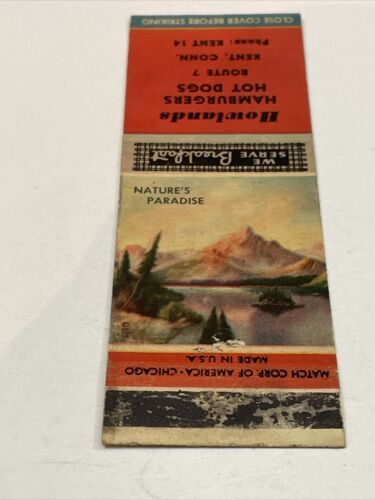 CLOSE COVER BEFORE STRIKING
Howlands
HAMBURGERS
HOT DOGS
ROUTE 7
KENT, CONN.
Phone: KENT 14
WE
SERVE
Breakfast
NATURE'S
PARADISE
MATCH CORP. OF AMERICA · CHICAGO
MADE IN U.S.A.